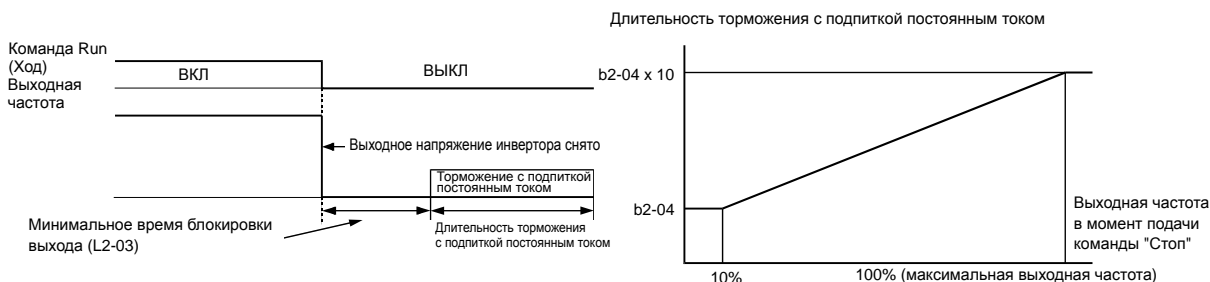 Команда Run
(Ход)
ВКЛ
ВЫКЛ
Выходная
частота
Выходное напряжение инвертора снято
Торможение с подпиткой
постоянным током
Минимальное время блокировки
выхода (L2-03)
Длительность торможения
с подпиткой постоянным током
Длительность торможения с подпиткой постоянным током
b2-04 x 10
b2-04
Выходная частота
в момент подачи
команды "Стоп"
10%
100% (максимальная выходная частота)